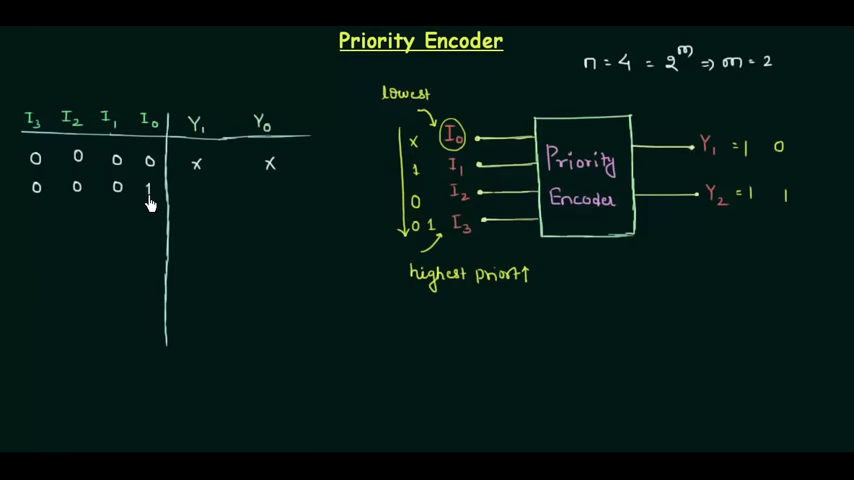 Priority Encoder
n = 4 = 2^m ⇒ m = 2
lowest
I3 I2 I1 I0 Y1 Y0
0 0 0 0 x x
0 0 0 1
x I0 Y1 = 1 0
1 I1
0 I2 Y2 = 1 1
0 1 I3
Priority
Encoder
highest priort↑